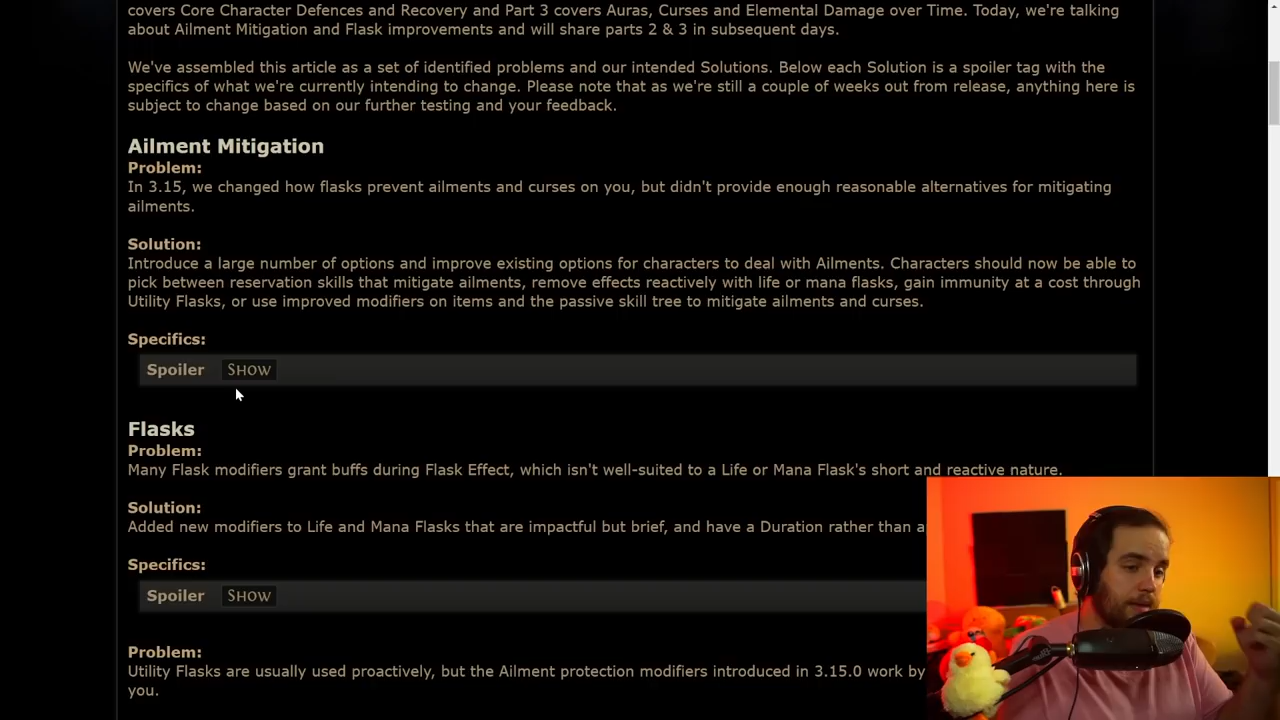 covers Core Character Defences and Recovery and Part 3 covers Auras, Curses and Elemental Damage over Time. Today, we're talking
about Ailment Mitigation and Flask improvements and will share parts 2 & 3 in subsequent days.
We've assembled this article as a set of identified problems and our intended Solutions. Below each Solution is a spoiler tag with the
specifics of what we're currently intending to change. Please note that as we're still a couple of weeks out from release, anything here is
subject to change based on our further testing and your feedback.
Ailment Mitigation
Problem:
In 3.15, we changed how flasks prevent ailments and curses on you, but didn't provide enough reasonable alternatives for mitigating
ailments.
Solution:
Introduce a large number of options and improve existing options for characters to deal with Ailments. Characters should now be able to
pick between reservation skills that mitigate ailments, remove effects reactively with life or mana flasks, gain immunity at a cost through
Utility Flasks, or use improved modifiers on items and the passive skill tree to mitigate ailments and curses.
Specifics:
Spoiler SHOW
Flasks
Problem:
Many Flask modifiers grant buffs during Flask Effect, which isn't well-suited to a Life or Mana Flask's short and reactive nature.
Solution:
Added new modifiers to Life and Mana Flasks that are impactful but brief, and have a Duration rather than
Specifics:
Spoiler SHOW
Problem:
Utility Flasks are usually used proactively, but the Ailment protection modifiers introduced in 3.15.0 work by
you.